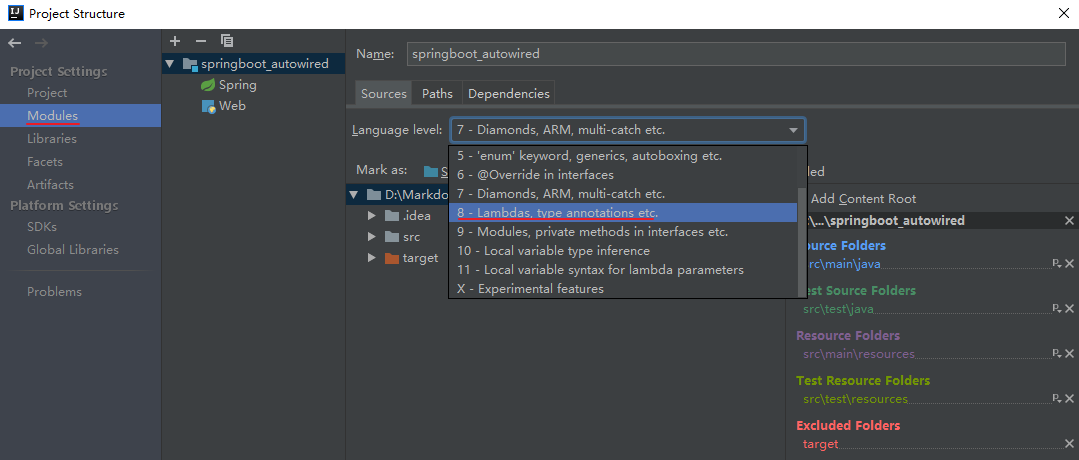 Project Structure
Project Settings
Project
Modules
Libraries
Facets
Artifacts
Platform Settings
SDKs
Global Libraries
Problems
springboot_autowired
Spring
Web
Name: springboot_autowired
Sources Paths Dependencies
Language level: 7 - Diamonds, ARM, multi-catch etc.
5 - 'enum' keyword, generics, autoboxing etc.
6 - @Override in interfaces
7 - Diamonds, ARM, multi-catch etc.
8 - Lambdas, type annotations etc.
9 - Modules, private methods in interfaces etc.
10 - Local variable type inference
11 - Local variable syntax for lambda parameters
X - Experimental features
Mark as: S
D:\Markdo
.idea
src
target
Add Content Root
\...\springboot_autowired
ource Folders
rc\main\java
est Source Folders
src\test\java
Resource Folders
src\main\resources
Test Resource Folders
src\test\resources
Excluded Folders
target